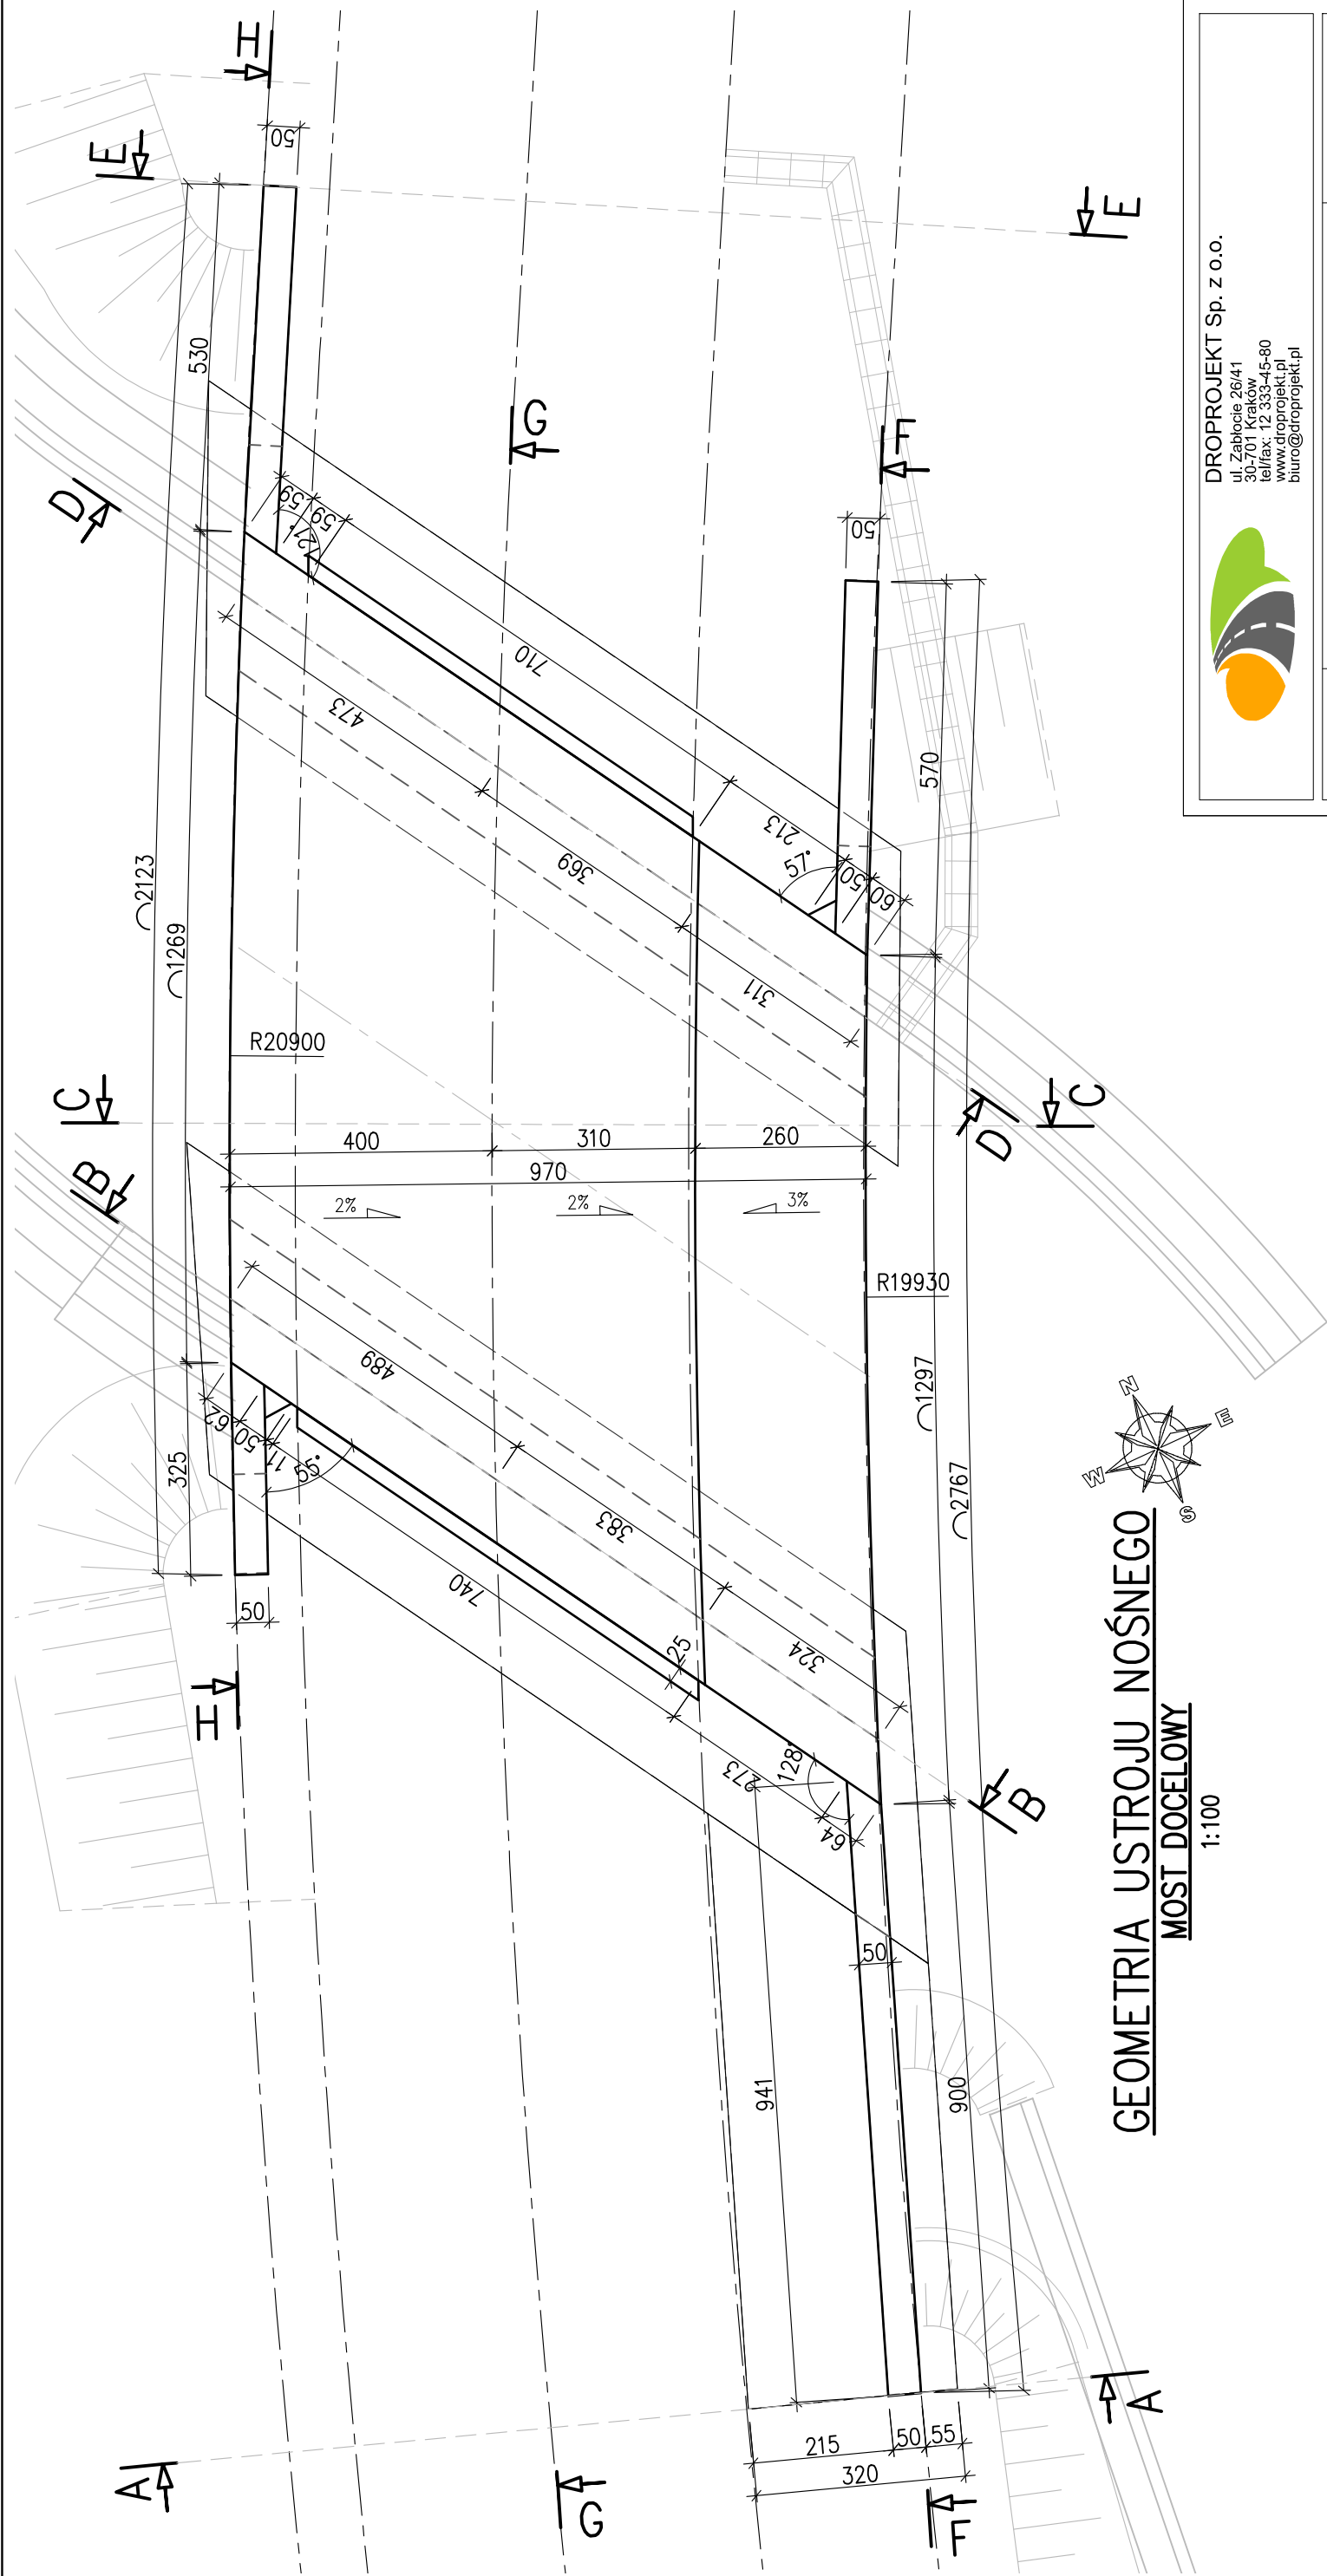 H
E
50
530
E
D
G
F
59
59
121°
50
710
473
570
369
213
57°
50
60
2123
1269
311
R20900
C
C
D
400
310
260
970
B
2%
2%
3%
R19930
489
1297
62
50
11
55°
325
383
2767
740
50
25
324
H
273
128°
64
B
50
941
900
A
215
50
55
320
A
G
F
N
E
S
W
GEOMETRIA USTROJU NOŚNEGO
MOST DOCELOWY
1:100
DROPROJEKT Sp. z o.o.
ul. Zabłocie 26/41
30-701 Kraków
tel/fax: 12 333-45-80
www.droprojekt.pl
biuro@droprojekt.pl